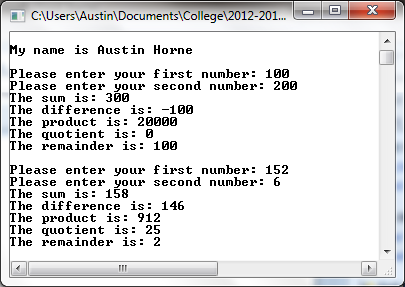 C:\Users\Austin\Documents\College\2012-201...
My name is Austin Horne
Please enter your first number: 100
Please enter your second number: 200
The sum is: 300
The difference is: -100
The product is: 20000
The quotient is: 0
The remainder is: 100
Please enter your first number: 152
Please enter your second number: 6
The sum is: 158
The difference is: 146
The product is: 912
The quotient is: 25
The remainder is: 2